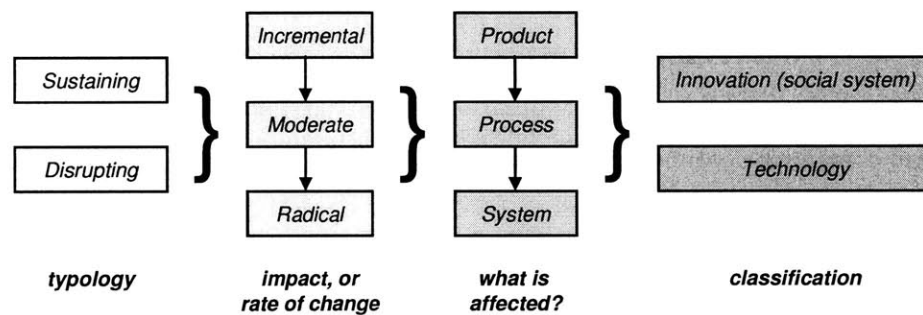 Sustaining
Disrupting
typology
Incremental
Moderate
Radical
impact, or
rate of change
Product
Process
System
what is
affected?
Innovation (social system)
Technology
classification